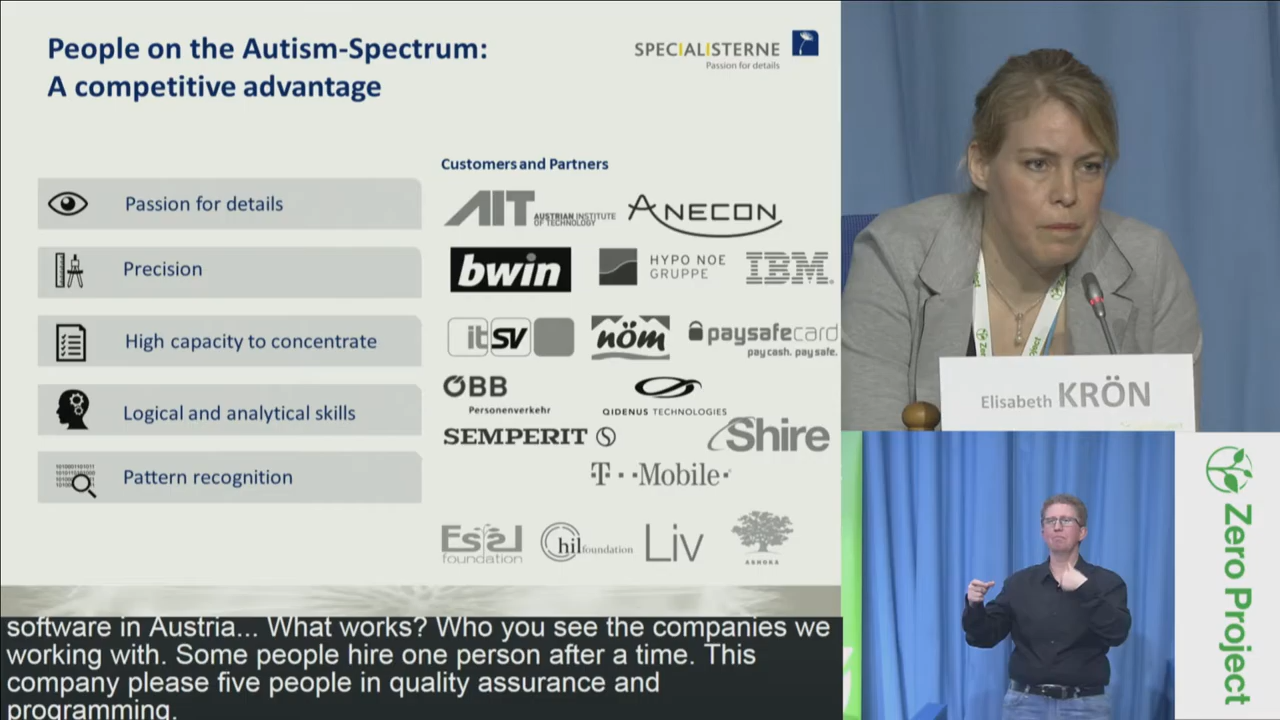 People on the Autism-Spectrum:
A competitive advantage
SPECIALISTERNE
Passion for details
Passion for details
Precision
High capacity to concentrate
Logical and analytical skills
Pattern recognition
Customers and Partners
AIT AUSTRIAN INSTITUTE
OF TECHNOLOGY
ANECON
bwin
HYPO NOE
GRUPPE
IBM
itSV
nöm
paysafecard
pay cash. pay safe.
ÖBB
Personenverkehr
QIDENUS TECHNOLOGIES
SEMPERIT
Shire
T··Mobile·
Essl
foundation
hilfoundation
Liv
ASHOKA
software in Austria... What works? Who you see the companies we
working with. Some people hire one person after a time. This
company please five people in quality assurance and
programming.
Elisabeth KRÖN
Zero Project